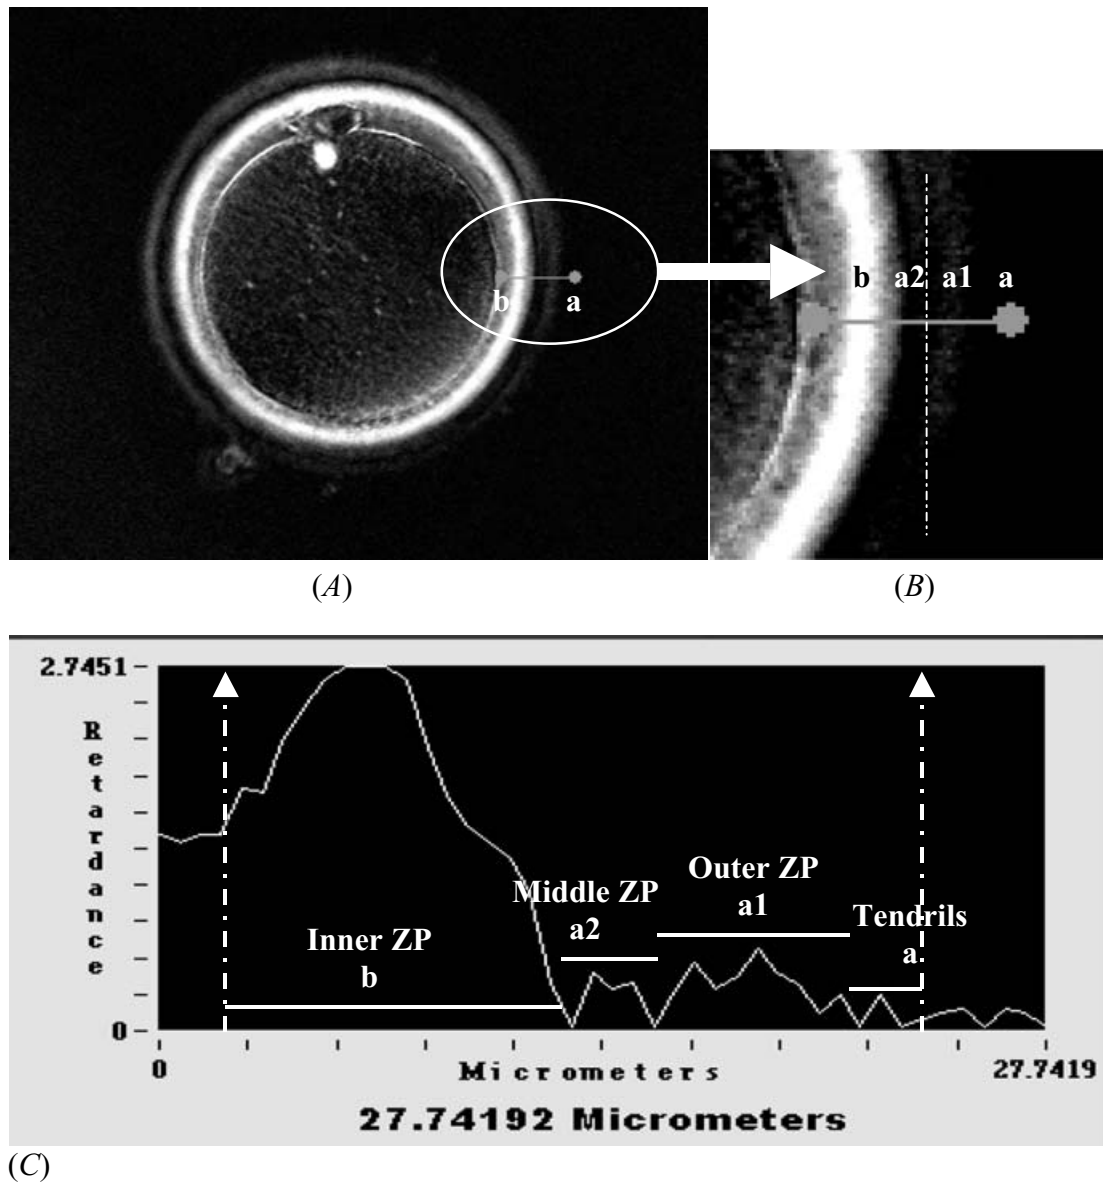 b
a
b a2 a1 a
(A)
(B)
2.7451
Retardance
Outer ZP
a1
Middle ZP
a2
Tendrils
a
Inner ZP
b
0
0 Micrometers 27.7419
27.74192 Micrometers
(C)